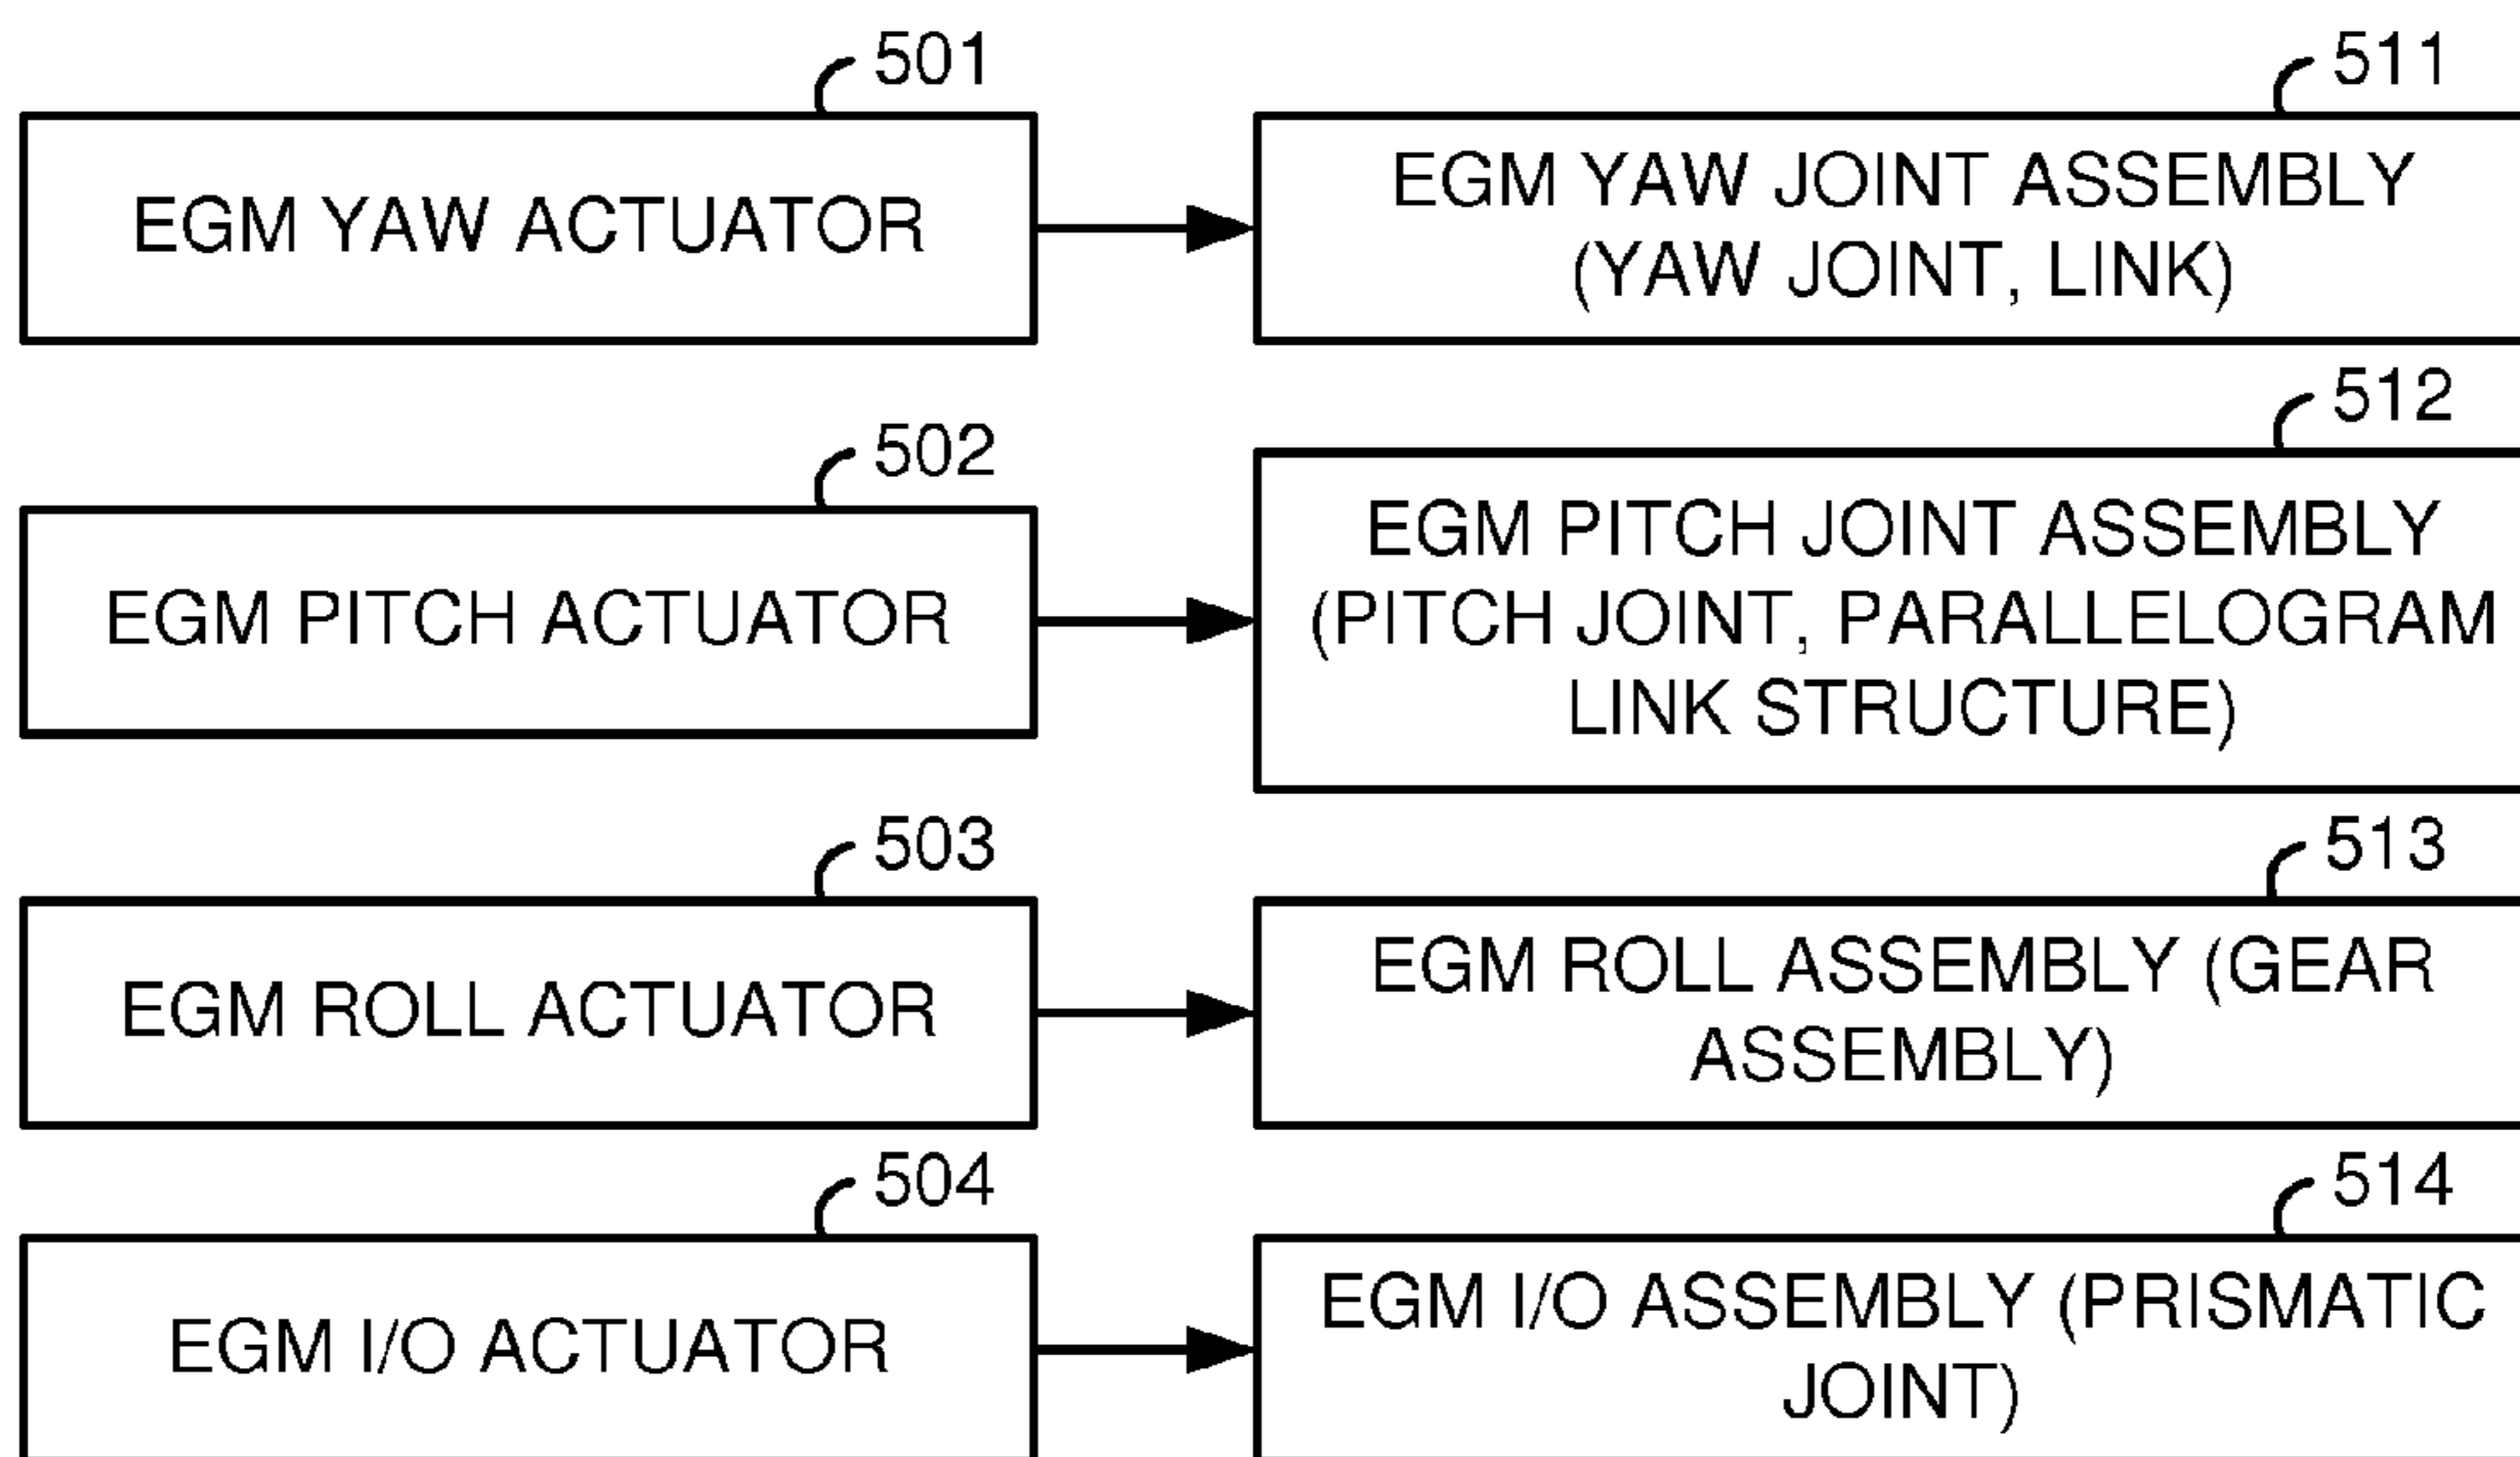 501
511
EGM YAW ACTUATOR
EGM YAW JOINT ASSEMBLY
(YAW JOINT, LINK)
502
512
EGM PITCH ACTUATOR
EGM PITCH JOINT ASSEMBLY
(PITCH JOINT, PARALLELOGRAM
LINK STRUCTURE)
503
513
EGM ROLL ACTUATOR
EGM ROLL ASSEMBLY (GEAR
ASSEMBLY)
504
514
EGM I/O ACTUATOR
EGM I/O ASSEMBLY (PRISMATIC
JOINT)